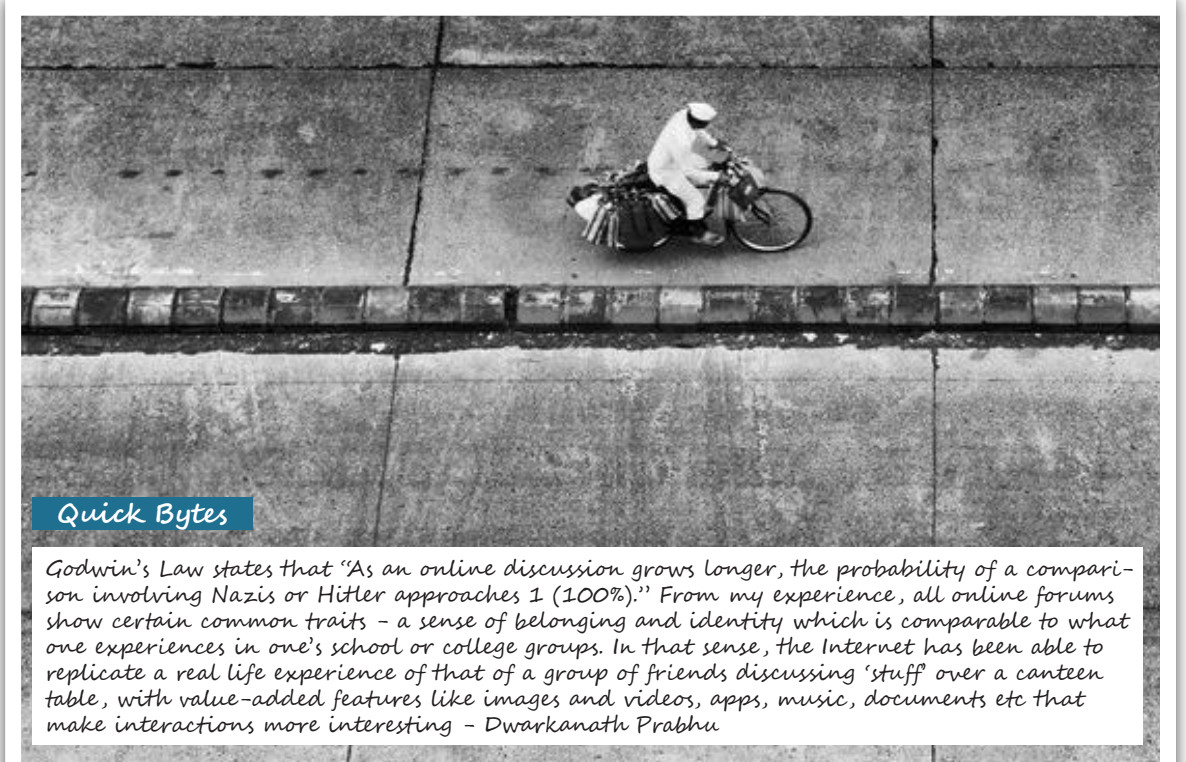 Quick Bytes
Godwin's Law states that “As an online discussion grows longer, the probability of a compari-
son involving Nazis or Hitler approaches 1 (100%).” From my experience, all online forums
show certain common traits - a sense of belonging and identity which is comparable to what
one experiences in one's school or college groups. In that sense, the Internet has been able to
replicate a real life experience of that of a group of friends discussing ‘stuff’ over a canteen
table, with value-added features like images and videos, apps, music, documents etc that
make interactions more interesting - Dwarkanath Prabhu